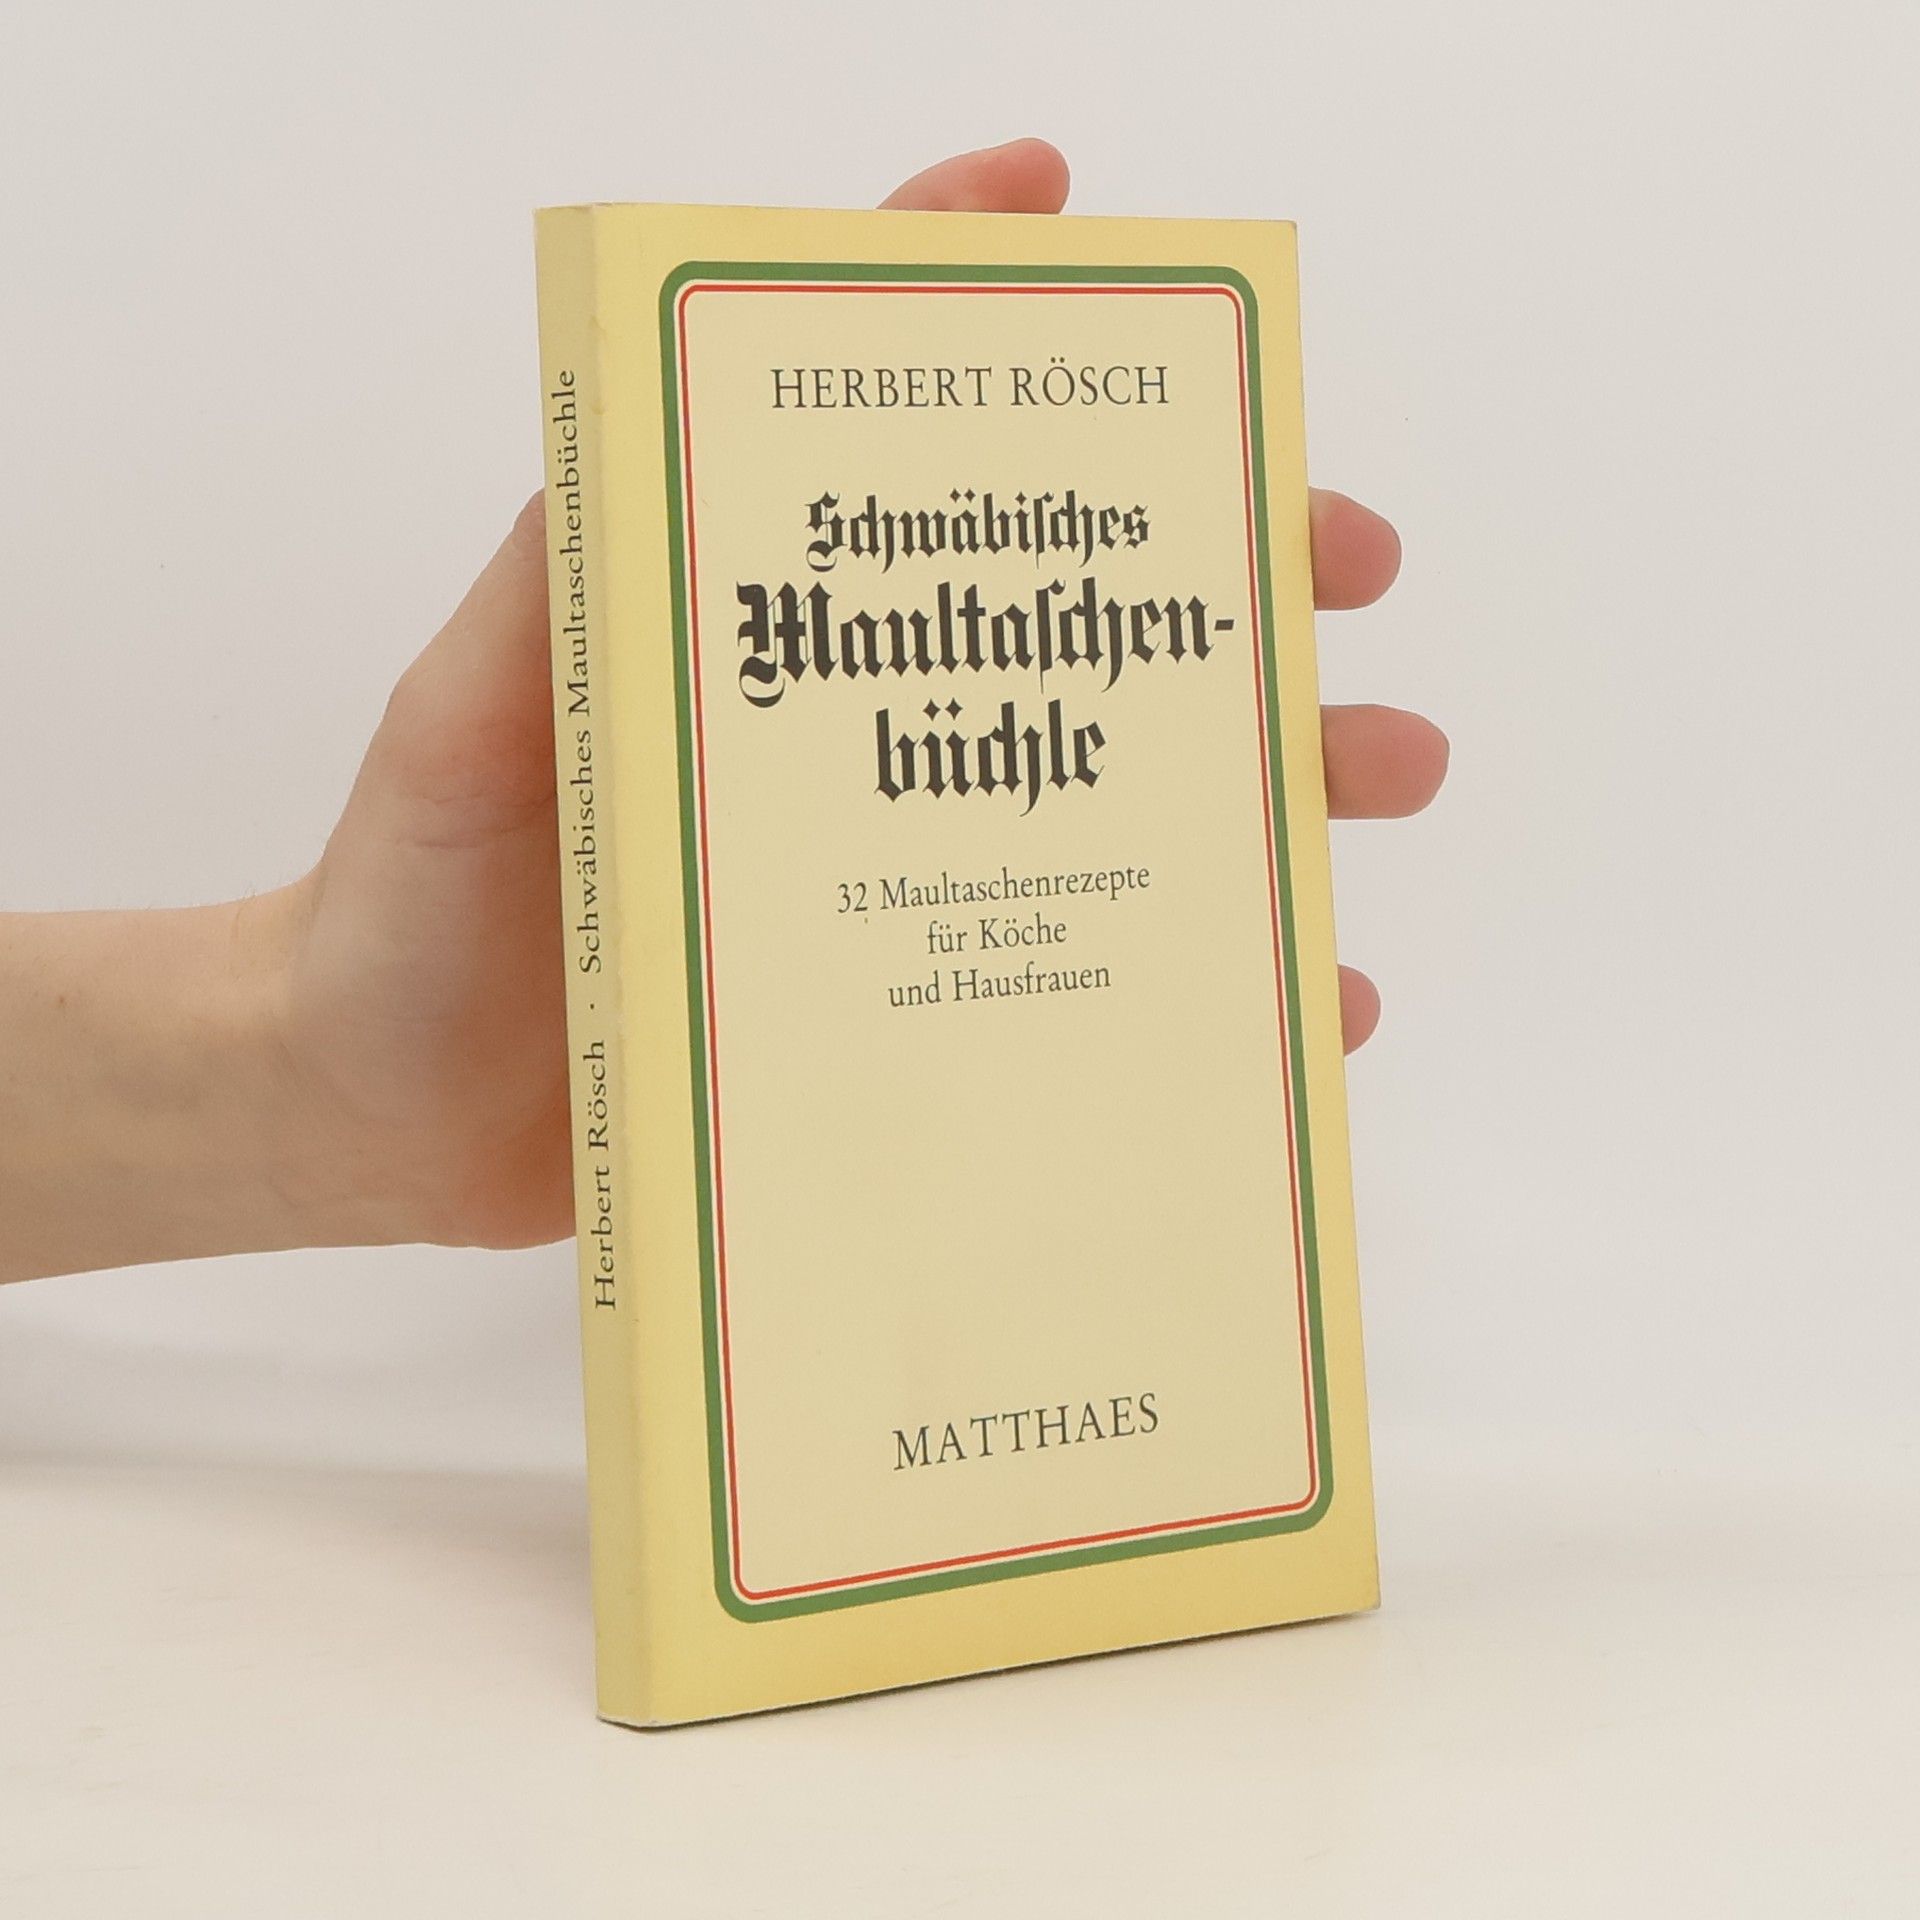 HERBERT RÖSCH
Schwäbiſches
Maultaſchen-
büchle
32 Maultaschenrezepte
für Köche
und Hausfrauen
MATTHAES
Herbert Rösch · Schwäbisches Maultaschenbüchle